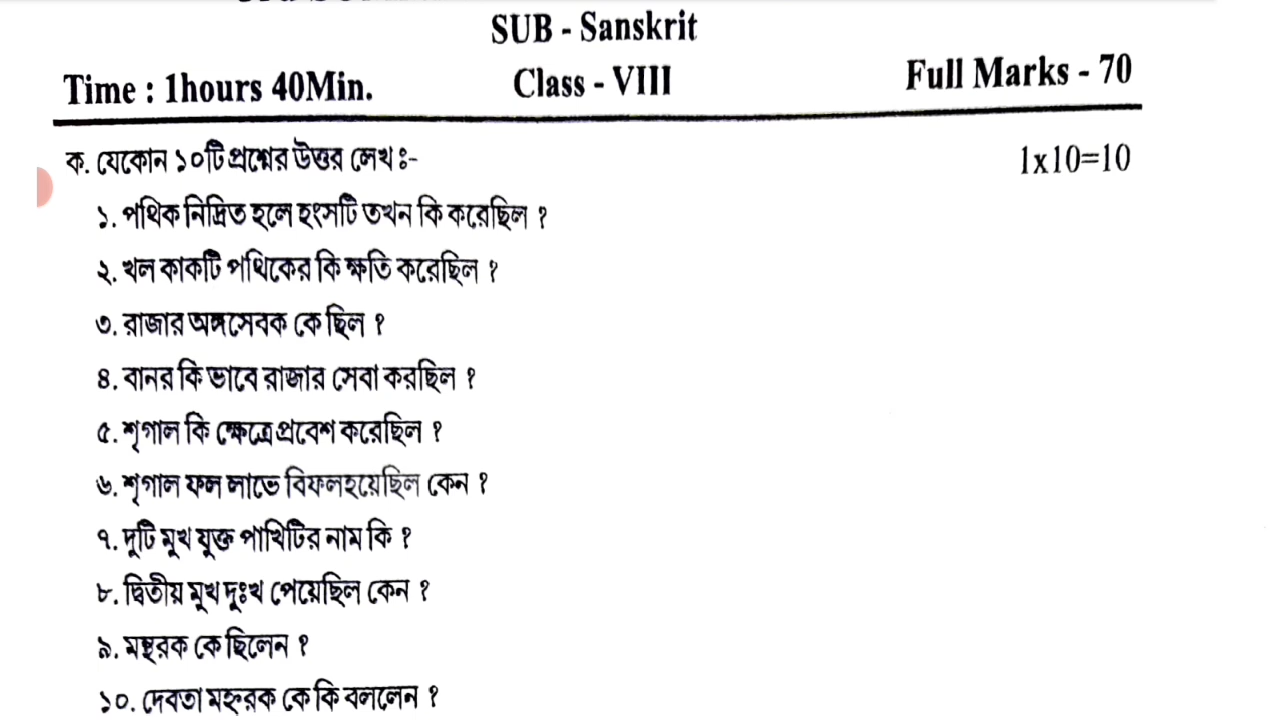 SUB - Sanskrit
Time : 1hours 40Min. Class - VIII Full Marks - 70
ক. যেকোন ১০টি প্রশ্নের উত্তর লেখ ঃ- 1x10=10
১. পথিক নিদ্রিত হলে হংসটি তখন কি করেছিল ?
২. খল কাকটি পথিকের কি ক্ষতি করেছিল ?
৩. রাজার অঙ্গসেবক কে ছিল ?
৪. বানর কি ভাবে রাজার সেবা করছিল ?
৫. শৃগাল কি ক্ষেত্রে প্রবেশ করেছিল ?
৬. শৃগাল ফল লাভে বিফলহয়েছিল কেন ?
৭. দুটি মুখ যুক্ত পাখিটির নাম কি ?
৮. দ্বিতীয় মুখ দুঃখ পেয়েছিল কেন ?
৯. মন্থরক কে ছিলেন ?
১০. দেবতা কে কি বললেন ?